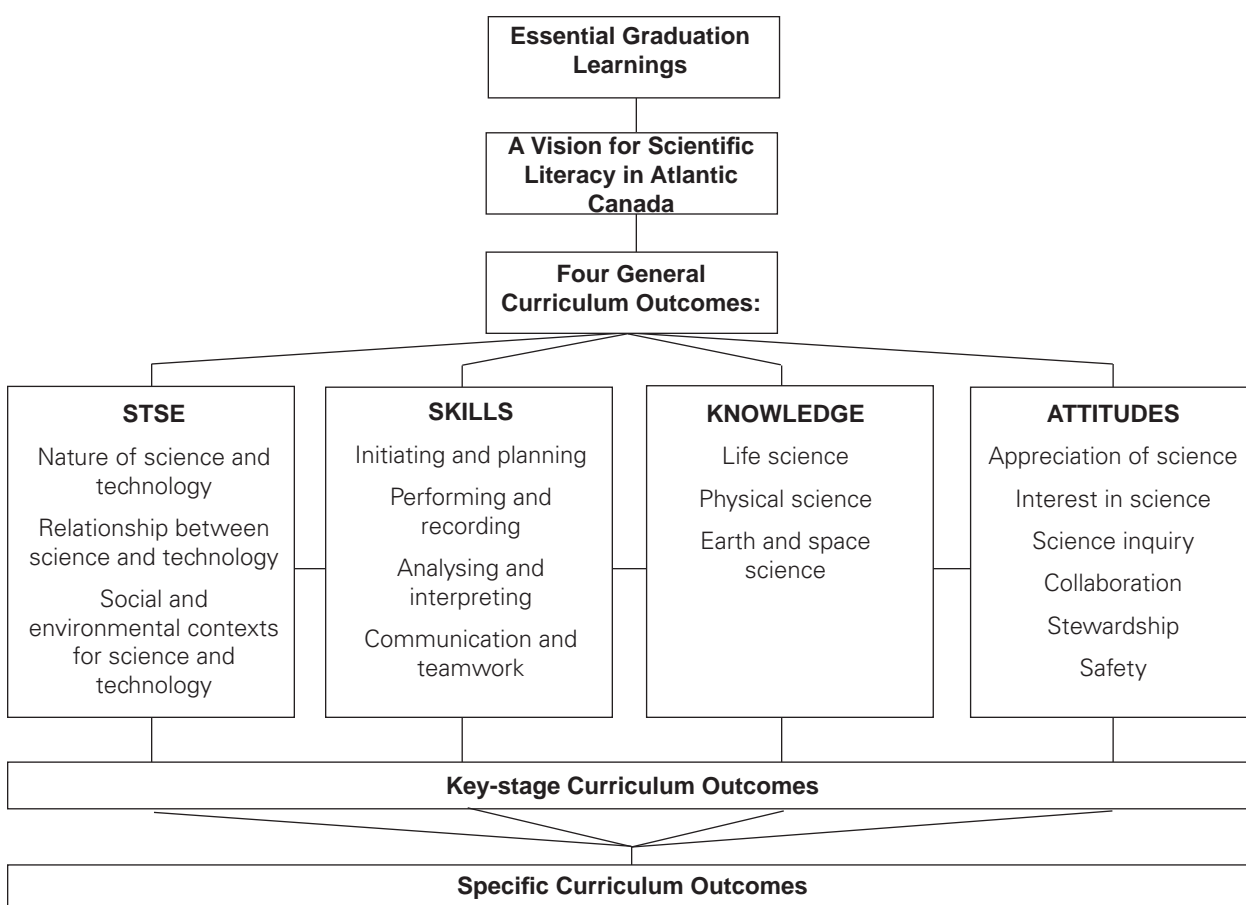 Essential Graduation
Learnings
A Vision for Scientific
Literacy in Atlantic
Canada
Four General
Curriculum Outcomes:
STSE
Nature of science and
technology
Relationship between
science and technology
Social and
environmental contexts
for science and
technology
SKILLS
Initiating and planning
Performing and
recording
Analysing and
interpreting
Communication and
teamwork
KNOWLEDGE
Life science
Physical science
Earth and space
science
ATTITUDES
Appreciation of science
Interest in science
Science inquiry
Collaboration
Stewardship
Safety
Key-stage Curriculum Outcomes
Specific Curriculum Outcomes